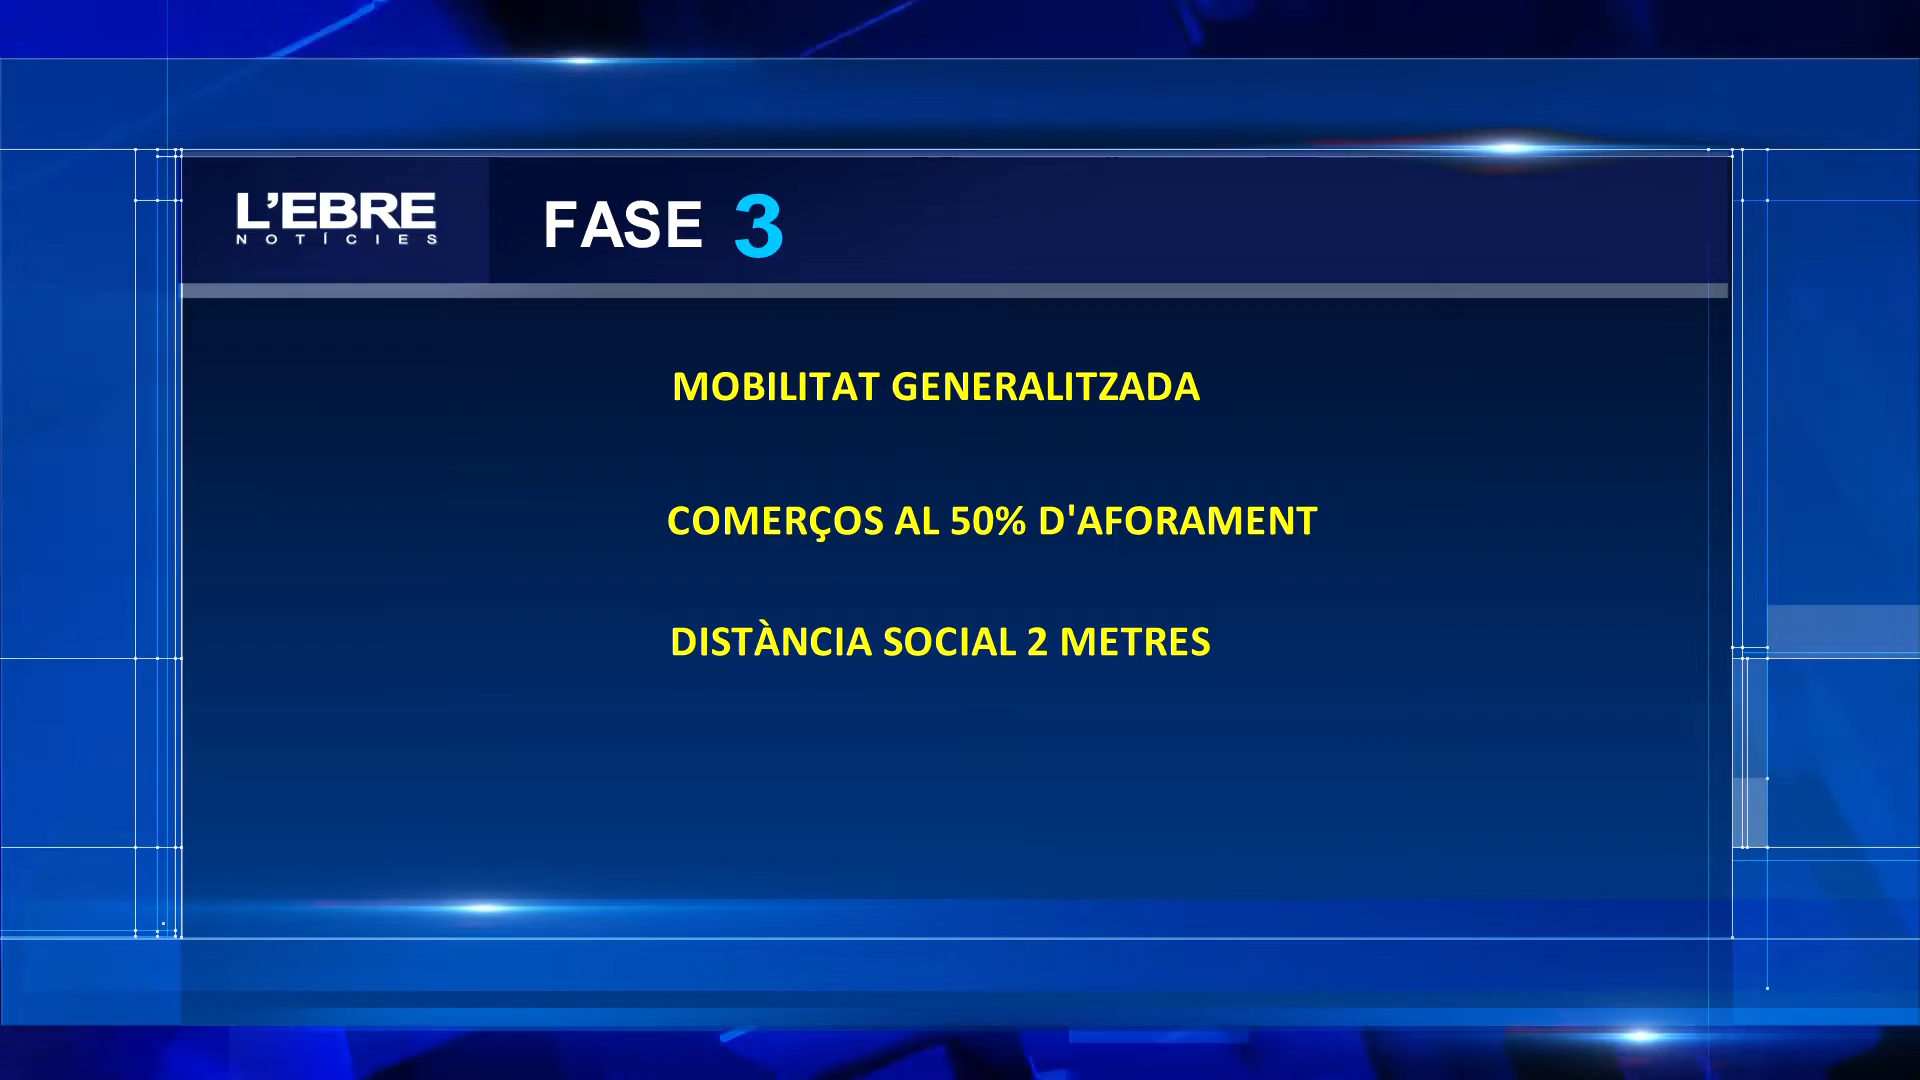 L'EBRE
NOTÍCIES
FASE 3
MOBILITAT GENERALITZADA
COMERÇOS AL 50% D'AFORAMENT
DISTÀNCIA SOCIAL 2 METRES